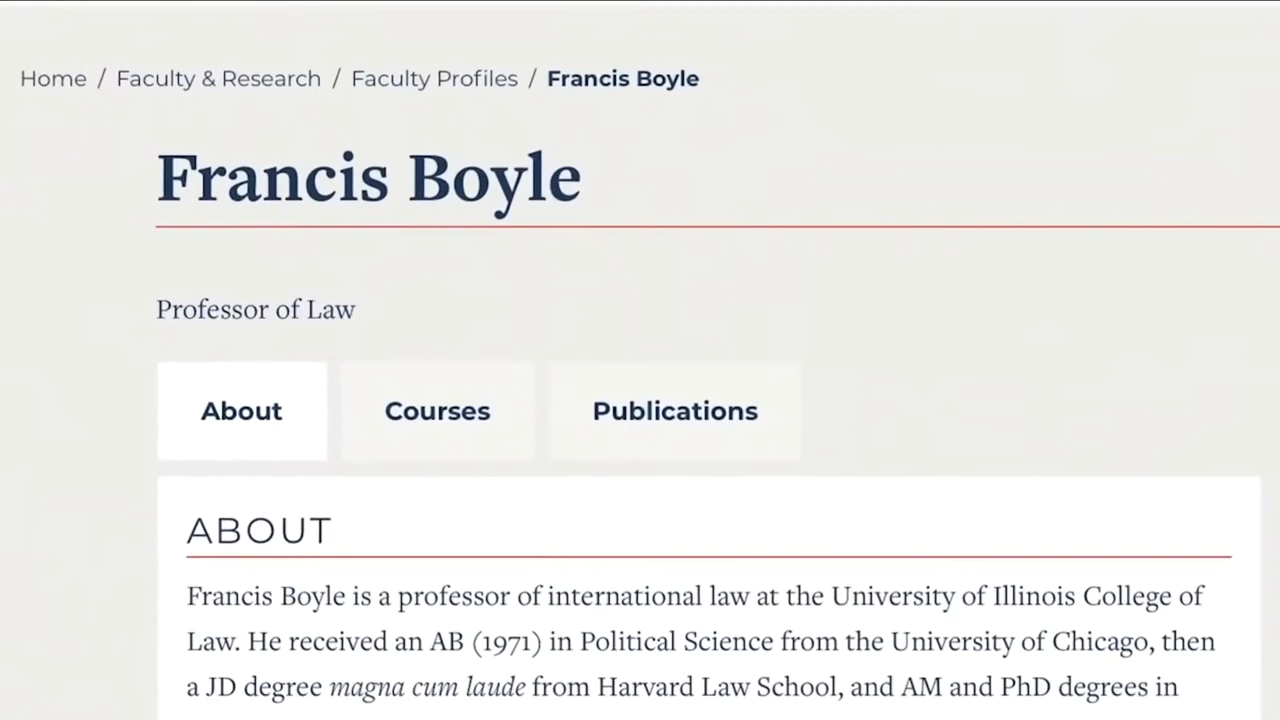 Home / Faculty & Research / Faculty Profiles / Francis Boyle
Francis Boyle
Professor of Law
About Courses Publications
ABOUT
Francis Boyle is a professor of international law at the University of Illinois College of
Law. He received an AB (1971) in Political Science from the University of Chicago, then
a JD degree magna cum laude from Harvard Law School, and AM and PhD degrees in